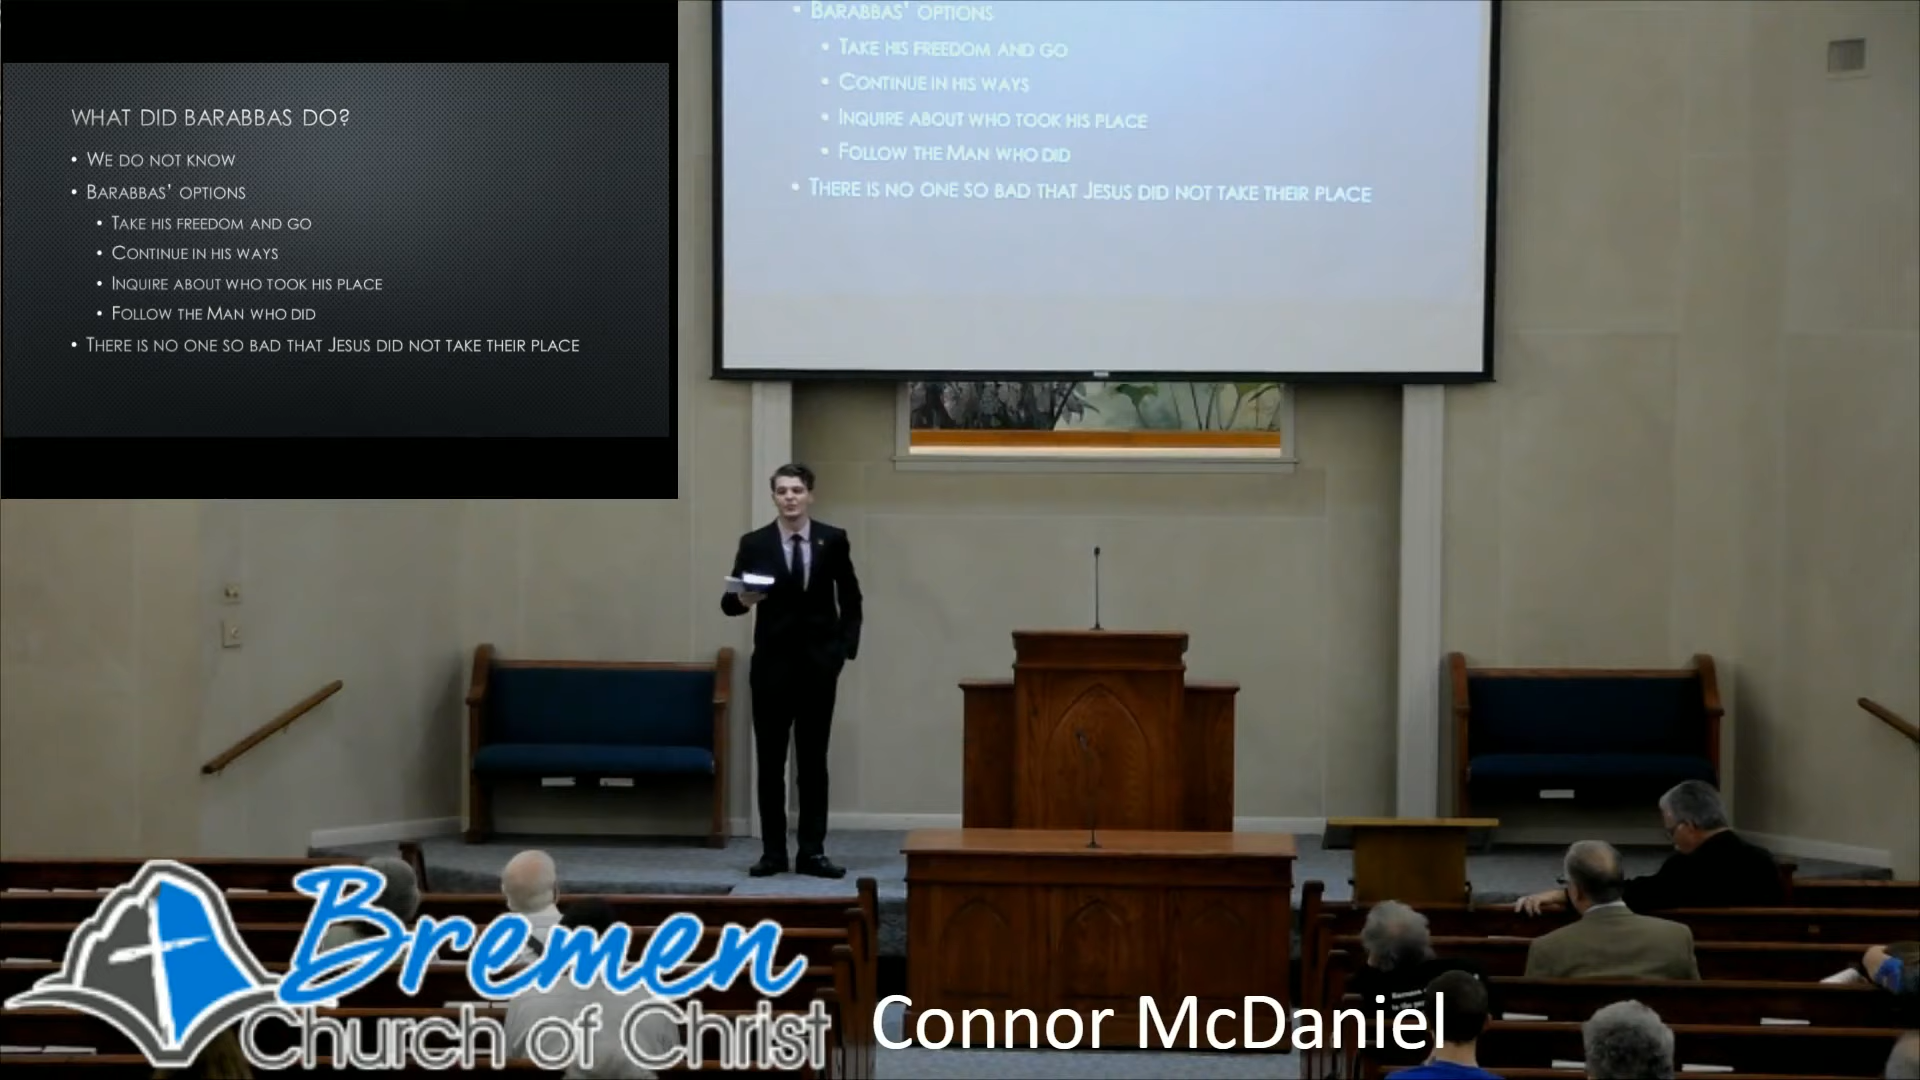 WHAT DID BARABBAS DO?
• WE DO NOT KNOW
• BARABBAS' OPTIONS
• TAKE HIS FREEDOM AND GO
• CONTINUE IN HIS WAYS
• INQUIRE ABOUT WHO TOOK HIS PLACE
• FOLLOW THE MAN WHO DID
• THERE IS NO ONE SO BAD THAT JESUS DID NOT TAKE THEIR PLACE
• BARABBAS' OPTIONS
• TAKE HIS FREEDOM AND GO
• CONTINUE IN HIS WAYS
• INQUIRE ABOUT WHO TOOK HIS PLACE
• FOLLOW THE MAN WHO DID
• THERE IS NO ONE SO BAD THAT JESUS DID NOT TAKE THEIR PLACE
Bremen
Church of Christ
Connor McDaniel